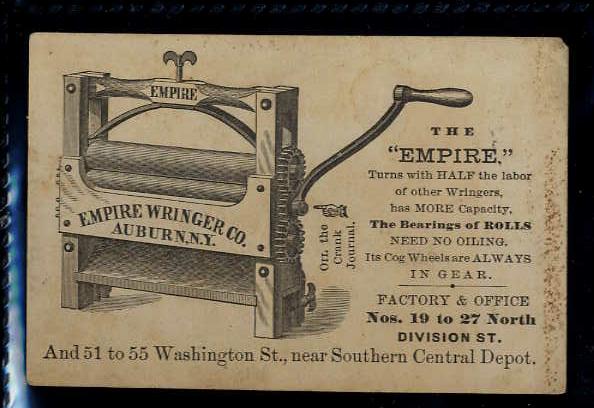 EMPIRE
EMPIRE WRINGER CO.
AUBURN, N.Y.
Orr. the
Crank
Journal.
THE
"EMPIRE,"
Turns with HALF the labor
of other Wringers,
has MORE Capacity,
The Bearings of ROLLS
NEED NO OILING.
Its Cog Wheels are ALWAYS
IN GEAR.
FACTORY & OFFICE
Nos. 19 to 27 North
DIVISION ST.
And 51 to 55 Washington St., near Southern Central Depot.